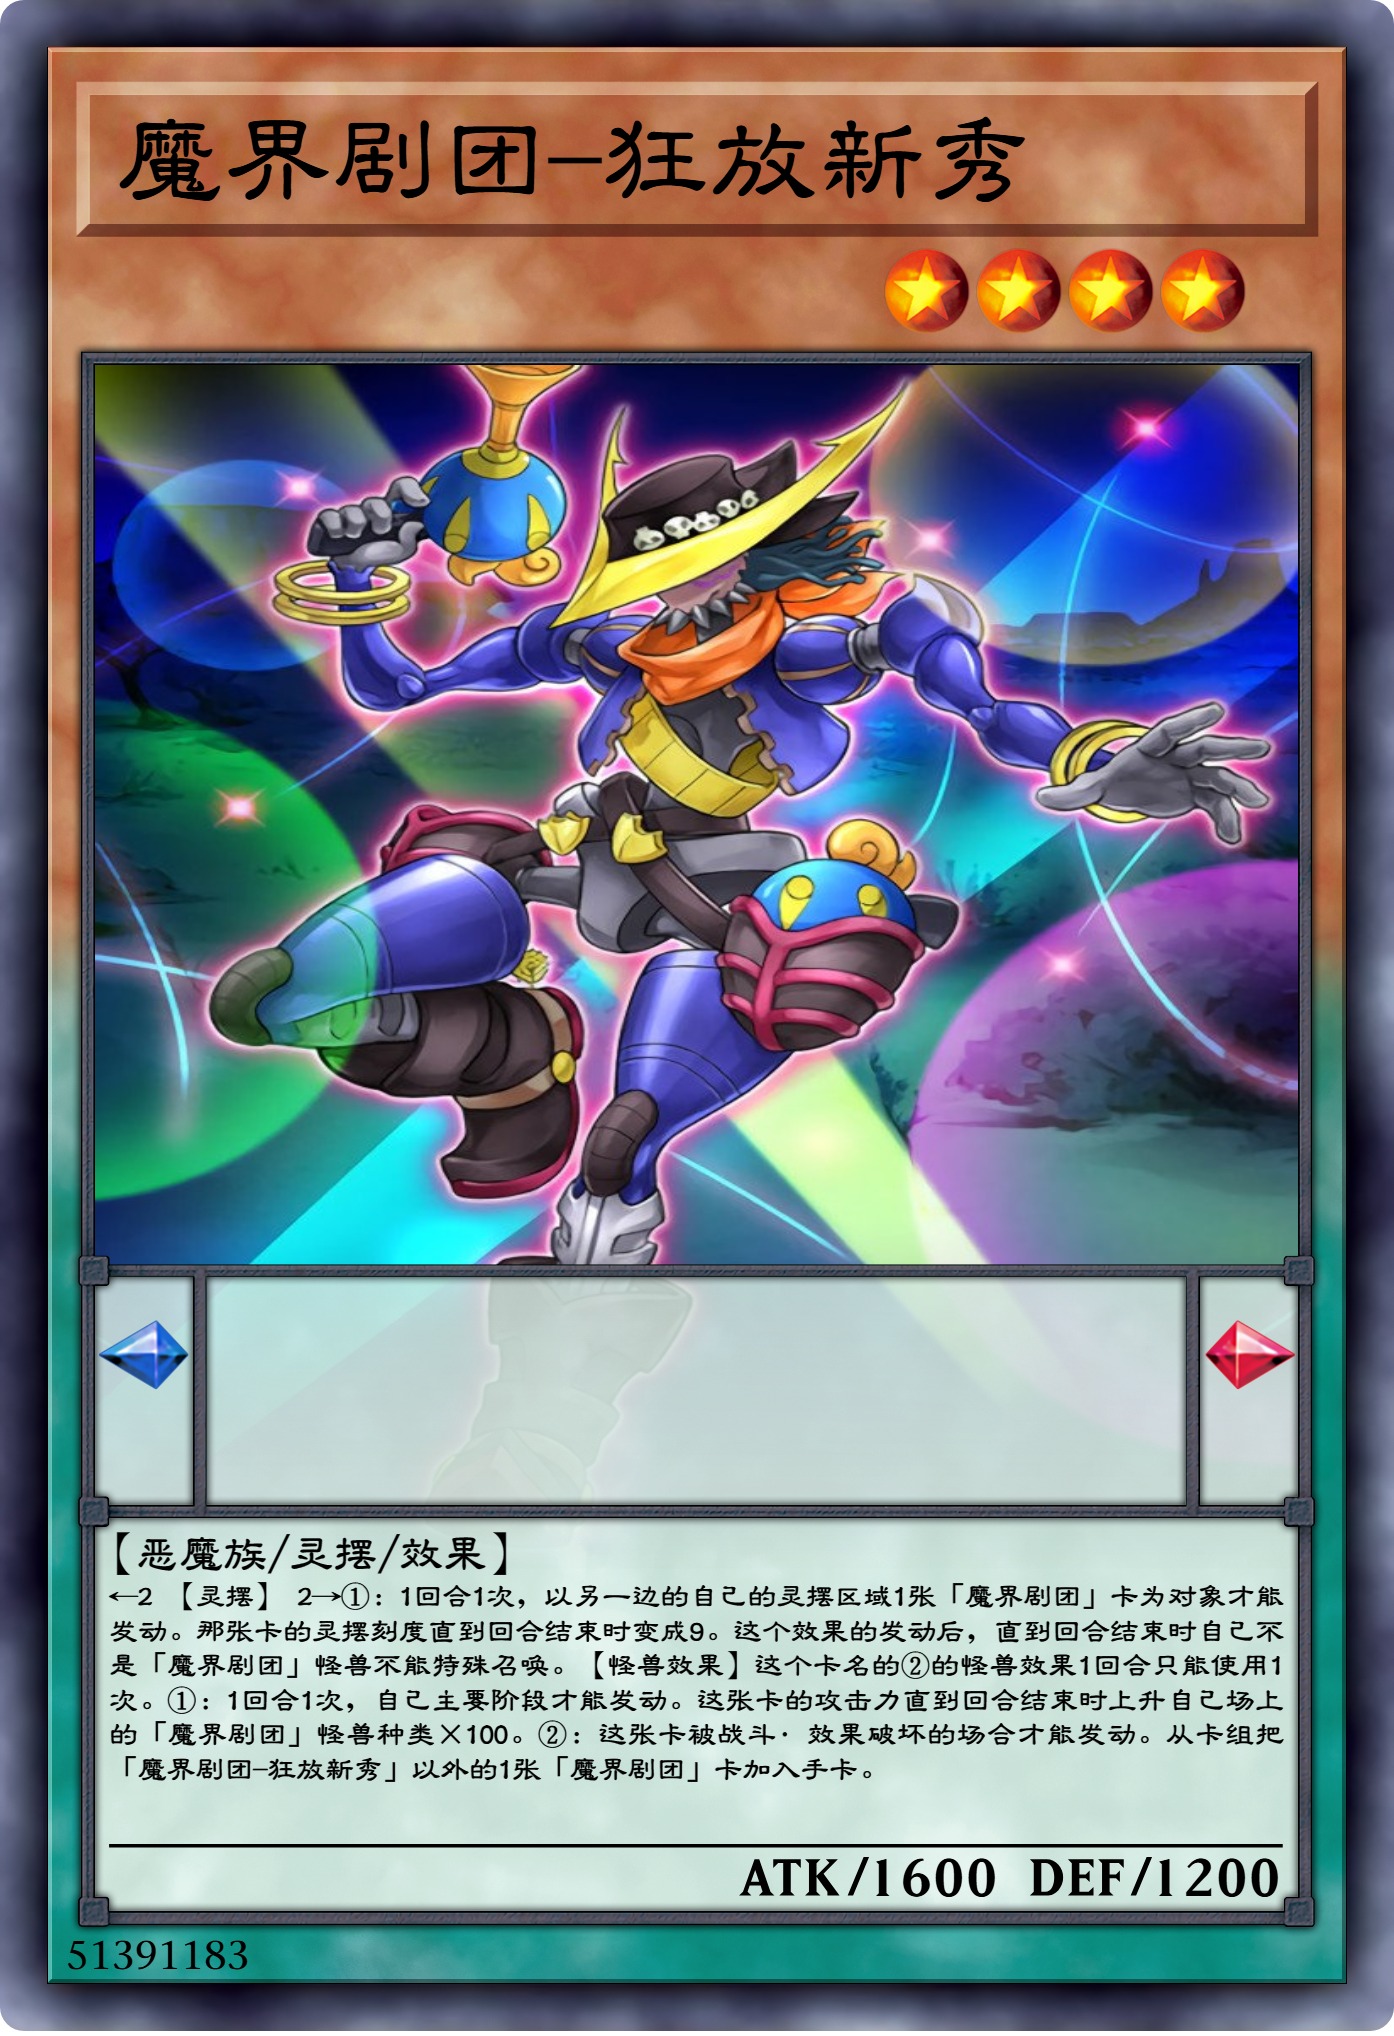 魔界剧团-狂放新秀
【恶魔族/灵摆/效果】
←2 【灵摆】 2→①：1回合1次，以另一边的自己的灵摆区域1张「魔界剧团」卡为对象才能
发动。那张卡的灵摆刻度直到回合结束时变成9。这个效果的发动后，直到回合结束时自己不
是「魔界剧团」怪兽不能特殊召唤。【怪兽效果】这个卡名的②的怪兽效果1回合只能使用1
次。①：1回合1次，自己主要阶段才能发动。这张卡的攻击力直到回合结束时上升自己场上
的「魔界剧团」怪兽种类×100。②：这张卡被战斗·效果破坏的场合才能发动。从卡组把
「魔界剧团-狂放新秀」以外的1张「魔界剧团」卡加入手卡。
ATK/1600 DEF/1200
51391183